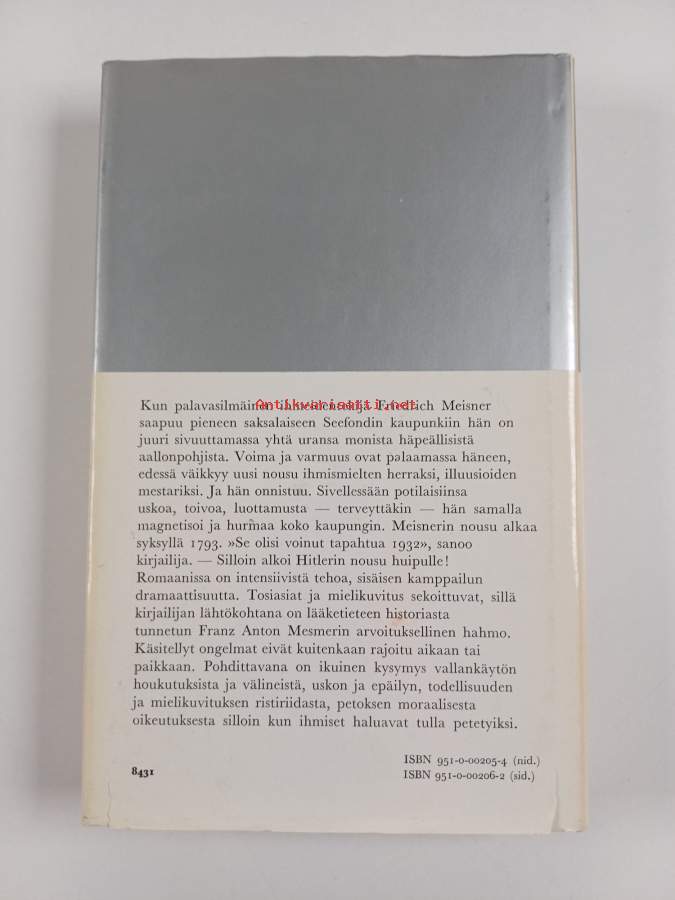 Kun palavasilmäinen ihmeidentekijä Friedrich Meisner
Antikvariaatti.net
saapuu pieneen saksalaiseen Seefondin kaupunkiin hän on
juuri sivuuttamassa yhtä uransa monista häpeällisistä
aallonpohjista. Voima ja varmuus ovat palaamassa häneen,
edessä väikkyy uusi nousu ihmismielten herraksi, illuusioiden
mestariksi. Ja hän onnistuu. Sivellessään potilaisiinsa
uskoa, toivoa, luottamusta — terveyttäkin — hän samalla
magnetisoi ja hurmaa koko kaupungin. Meisnerin nousu alkaa
syksyllä 1793. »Se olisi voinut tapahtua 1932», sanoo
kirjailija. — Silloin alkoi Hitlerin nousu huipulle!
Romaanissa on intensiivistä tehoa, sisäisen kamppailun
dramaattisuutta. Tosiasiat ja mielikuvitus sekoittuvat, sillä
kirjailijan lähtökohtana on lääketieteen historiasta
tunnetun Franz Anton Mesmerin arvoituksellinen hahmo.
Käsitellyt ongelmat eivät kuitenkaan rajoitu aikaan tai
paikkaan. Pohdittavana on ikuinen kysymys vallankäytön
houkutuksista ja välineistä, uskon ja epäilyn, todellisuuden
ja mielikuvituksen ristiriidasta, petoksen moraalisesta
oikeutuksesta silloin kun ihmiset haluavat tulla petetyiksi.
ISBN 951-0-00205-4 (nid.)
8431
ISBN 951-0-00206-2 (sid.)